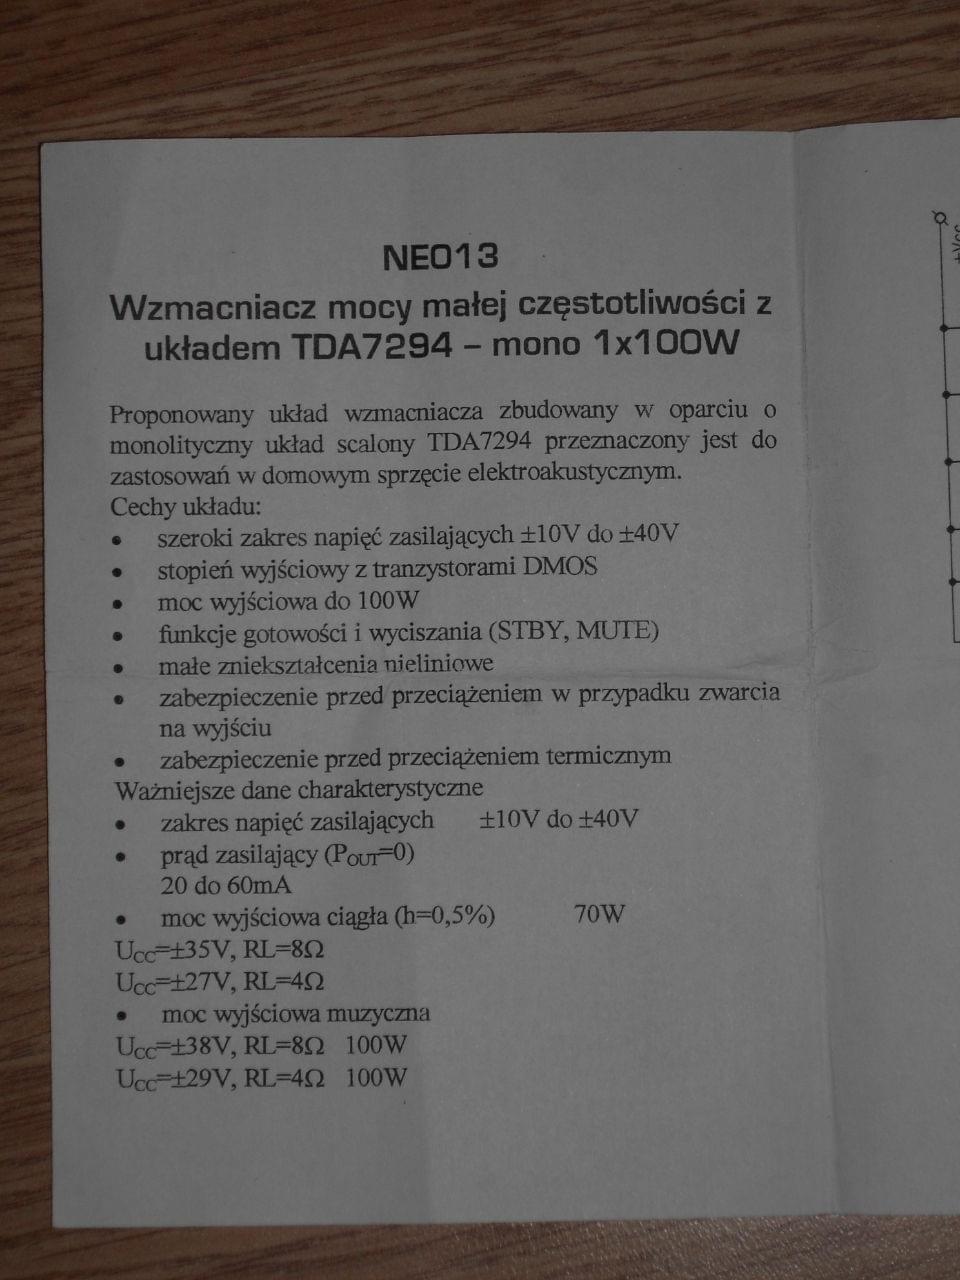 NE013
Wzmacniacz mocy małej częstotliwości z
układem TDA7294 – mono 1x100W
Proponowany układ wzmacniacza zbudowany w oparciu o
monolityczny układ scalony TDA7294 przeznaczony jest do
zastosowań w domowym sprzęcie elektroakustycznym.
Cechy układu:
• szeroki zakres napięć zasilających ±10V do ±40V
• stopień wyjściowy z tranzystorami DMOS
• moc wyjściowa do 100W
• funkcje gotowości i wyciszania (STBY, MUTE)
• małe zniekształcenia nieliniowe
• zabezpieczenie przed przeciążeniem w przypadku zwarcia
na wyjściu
• zabezpieczenie przed przeciążeniem termicznym
Ważniejsze dane charakterystyczne
• zakres napięć zasilających ±10V do ±40V
• prąd zasilający (POUT=0)
20 do 60mA
• moc wyjściowa ciągła (h=0,5%) 70W
UCC=±35V, RL=8Ω
UCC=±27V, RL=4Ω
• moc wyjściowa muzyczna
UCC=±38V, RL=8Ω 100W
UCC=±29V, RL=4Ω 100W
+Vcc